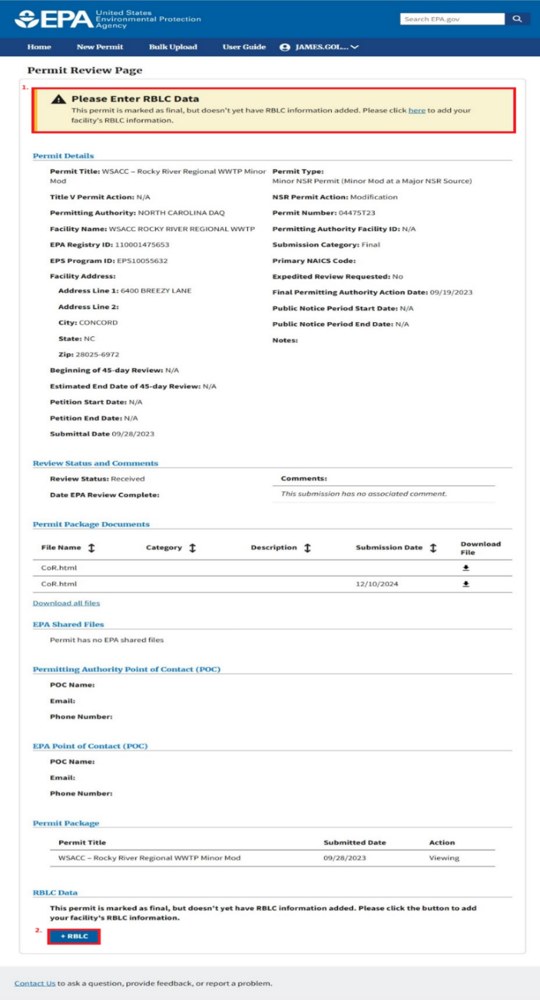 EPA United States Environmental Protection Agency
Search EPA.gov
Home New Permit Bulk Upload User Guide JAMES.GOL...
Permit Review Page
1.
Please Enter RBLC Data
This permit is marked as final, but doesn't yet have RBLC information added. Please click here to add your
facility's RBLC information.
Permit Details
Permit Title: WSACC – Rocky River Regional WWTP Minor
Mod
Title V Permit Action: N/A
Permitting Authority: NORTH CAROLINA DAQ
Facility Name: WSACC ROCKY RIVER REGIONAL WWTP
EPA Registry ID: 110001475653
EPS Program ID: EPS10055632
Facility Address:
Address Line 1: 6400 BREEZY LANE
Address Line 2:
City: CONCORD
State: NC
Zip: 28025-6972
Beginning of 45-day Review: N/A
Estimated End Date of 45-day Review: N/A
Petition Start Date: N/A
Petition End Date: N/A
Submittal Date 09/28/2023
Permit Type:
Minor NSR Permit (Minor Mod at a Major NSR Source)
NSR Permit Action: Modification
Permit Number: 04475T23
Permitting Authority Facility ID: N/A
Submission Category: Final
Primary NAICS Code:
Expedited Review Requested: No
Final Permitting Authority Action Date: 09/19/2023
Public Notice Period Start Date: N/A
Public Notice Period End Date: N/A
Notes:
Review Status and Comments
Review Status: Received
Date EPA Review Complete:
Comments:
This submission has no associated comment.
Permit Package Documents
File Name Category Description Submission Date Download File
CoR.html
CoR.html 12/10/2024
Download all files
EPA Shared Files
Permit has no EPA shared files
Permitting Authority Point of Contact (POC)
POC Name:
Email:
Phone Number:
EPA Point of Contact (POC)
POC Name:
Email:
Phone Number:
Permit Package
Permit Title Submitted Date Action
WSACC – Rocky River Regional WWTP Minor Mod 09/28/2023 Viewing
RBLC Data
This permit is marked as final, but doesn't yet have RBLC information added. Please click the button to add
your facility's RBLC information.
2.
+ RBLC
Contact Us to ask a question, provide feedback, or report a problem.